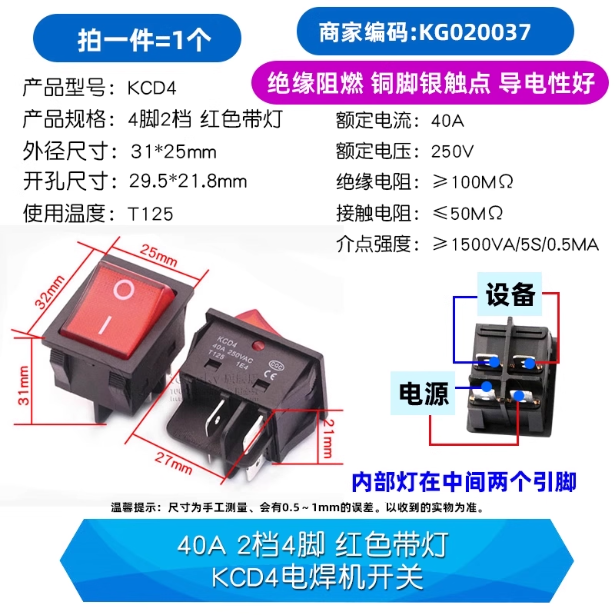 拍一件=1个
商家编码:KG020037
绝缘阻燃 铜脚银触点 导电性好
产品型号: KCD4
产品规格: 4脚2档 红色带灯
外径尺寸: 31*25mm
开孔尺寸: 29.5*21.8mm
使用温度: T125
额定电流: 40A
额定电压: 250V
绝缘电阻: ≥100MΩ
接触电阻: ≤50MΩ
介点强度: ≥1500VA/5S/0.5MA
25mm
32mm
31mm
O
I
KCD4
40A 250VAC
T125 1E4
CCC CE
27mm
21mm
设备
电源
内部灯在中间两个引脚
温馨提示: 尺寸为手工测量、会有0.5~1mm的误差。以收到的实物为准。
40A 2档4脚 红色带灯
KCD4电焊机开关